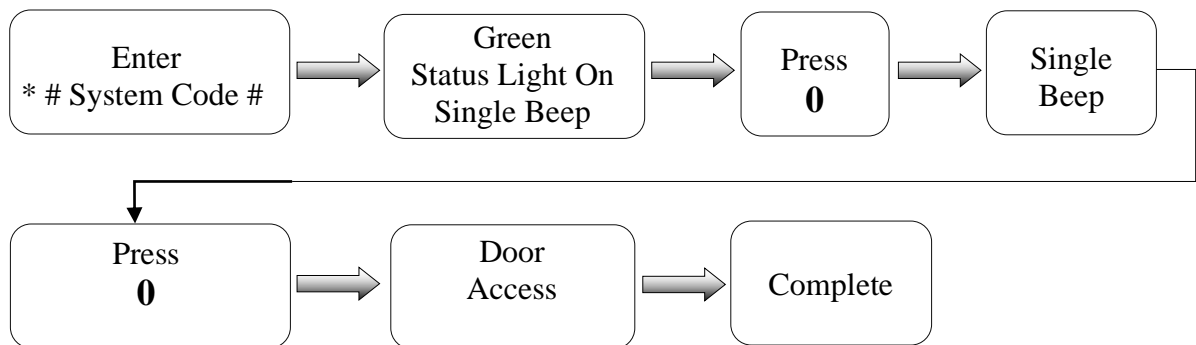 Enter
* # System Code #
Green
Status Light On
Single Beep
Press
0
Single
Beep
Press
0
Door
Access
Complete